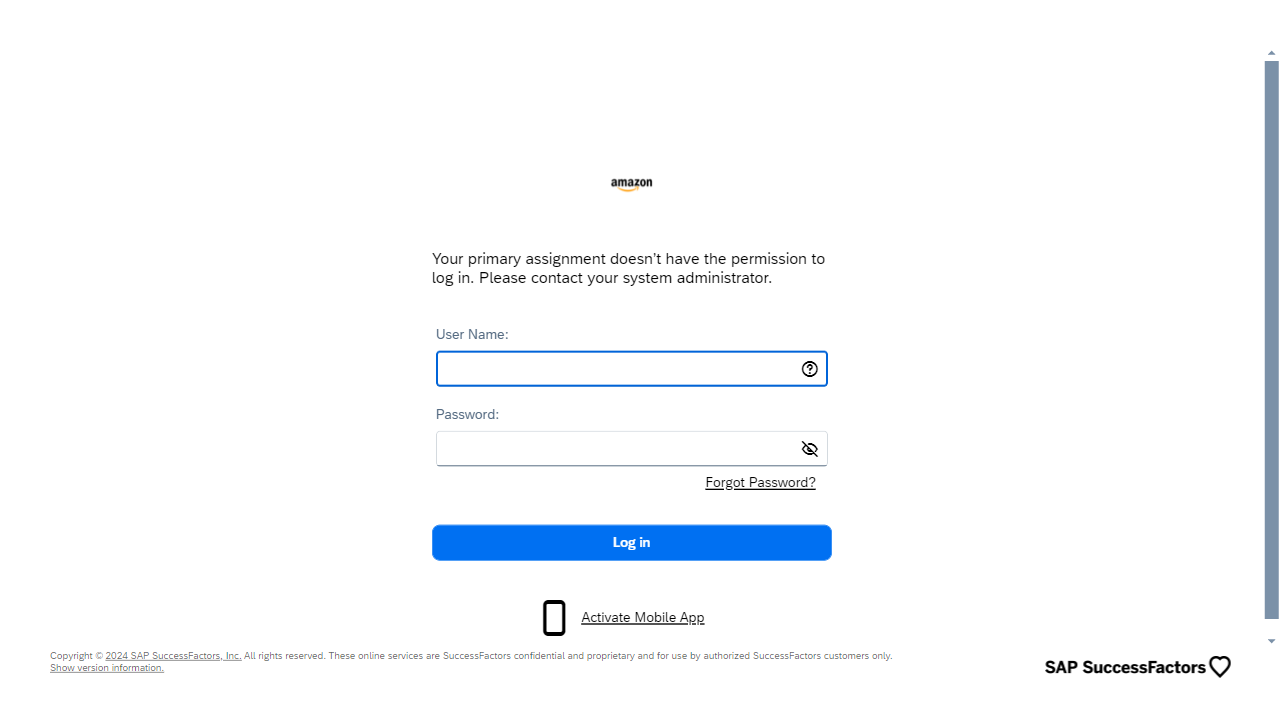 amazon
Your primary assignment doesn't have the permission to
log in. Please contact your system administrator.
User Name:
Password:
Forgot Password?
Log in
Activate Mobile App
Copyright © 2024 SAP SuccessFactors, Inc. All rights reserved. These online services are SuccessFactors confidential and proprietary and for use by authorized SuccessFactors customers only.
Show version information.
SAP SuccessFactors